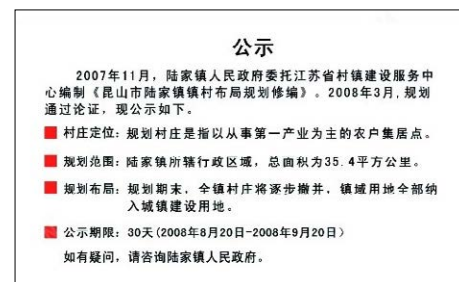 公示
2007年11月，陆家镇人民政府委托江苏省村镇建设服务中
心编制《昆山市陆家镇镇村布局规划修编》。2008年3月，规划
通过论证，现公示如下。
村庄定位：规划村庄是指以从事第一产业为主的农户集居点。
规划范围：陆家镇所辖行政区域，总面积为35.4平方公里。
规划布局：规划期末，全镇村庄将逐步撤并，镇域用地全部纳
入城镇建设用地。
公示期限：30天(2008年8月20日-2008年9月20日）
如有疑问，请咨询陆家镇人民政府。